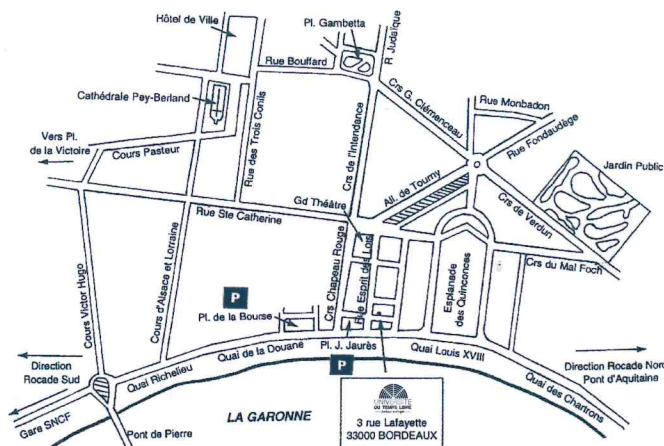 Hôtel de Ville
Pl. Gambetta
R. Judaïque
Rue Bouffard
Cathédrale Pey-Berland
Crs G. Clémenceau
Rue Monbadon
Rue Fondaudège
Vers Pl.
de la Victoire
Cours Pasteur
Rue des Trois Conils
Crs de l'Intendance
Jardin Public
All. de Tourny
Gd Théâtre
Rue Ste Catherine
Crs de Verdun
Crs du Mal Foch
Cours Victor Hugo
Cours d'Alsace et Lorraine
Crs Chapeau Rouge
Rue Esprit des Lois
Esplanade
des Quinconces
P
Pl. de la Bourse
Pl. J. Jaurès
Quai de la Douane
Quai Louis XVIII
P
Direction
Rocade Sud
Quai Richelieu
Direction Rocade Nord
Pont d'Aquitaine
Quai des Chartrons
Gare SNCF
Pont de Pierre
LA GARONNE
UNIVERSITÉ
DU TEMPS LIBRE
3 rue Lafayette
33000 BORDEAUX